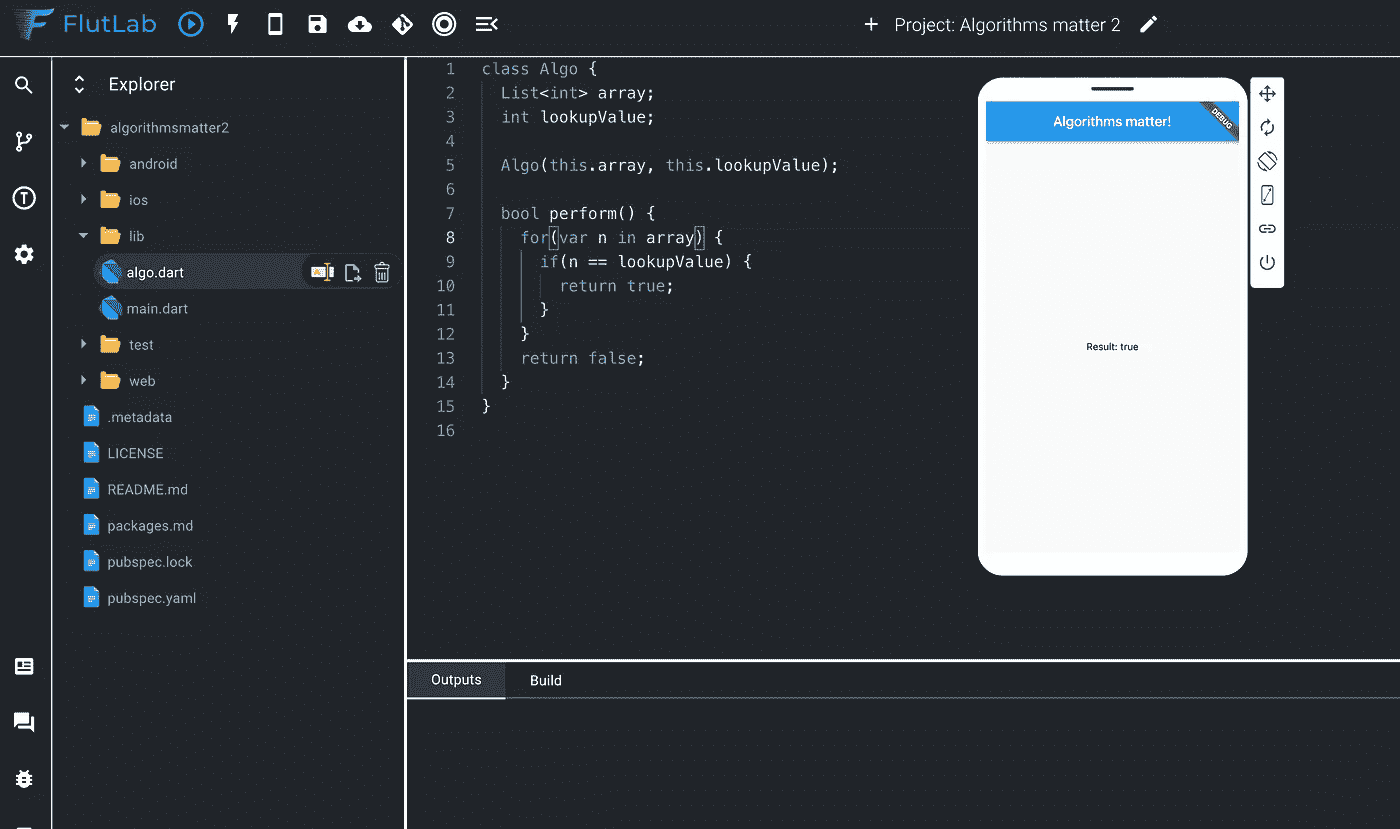 FlutLab
Project: Algorithms matter 2
Explorer
algorithmsmatter2
android
ios
lib
algo.dart
main.dart
test
web
.metadata
LICENSE
README.md
packages.md
pubspec.lock
pubspec.yaml
1 class Algo {
2 List<int> array;
3 int lookupValue;
4
5 Algo(this.array, this.lookupValue);
6
7 bool perform() {
8 for(var n in array) {
9 if(n == lookupValue) {
10 return true;
11 }
12 }
13 return false;
14 }
15 }
16
Algorithms matter!
DEBUG
Result: true
Outputs
Build